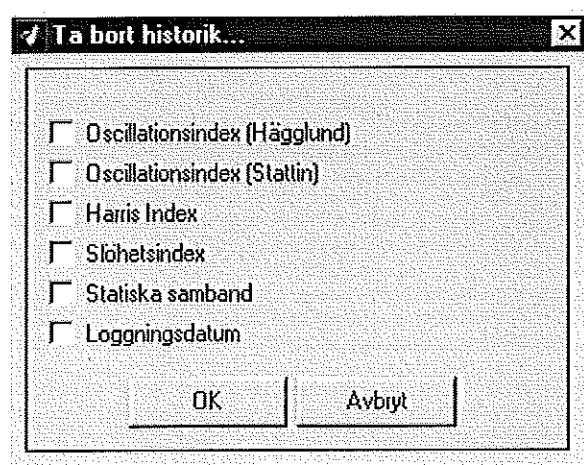 Ta bort historik...
Oscillationsindex (Hägglund)
Oscillationsindex (Stattin)
Harris Index
Slöhetsindex
Statiska samband
Loggningsdatum
OK Avbryt